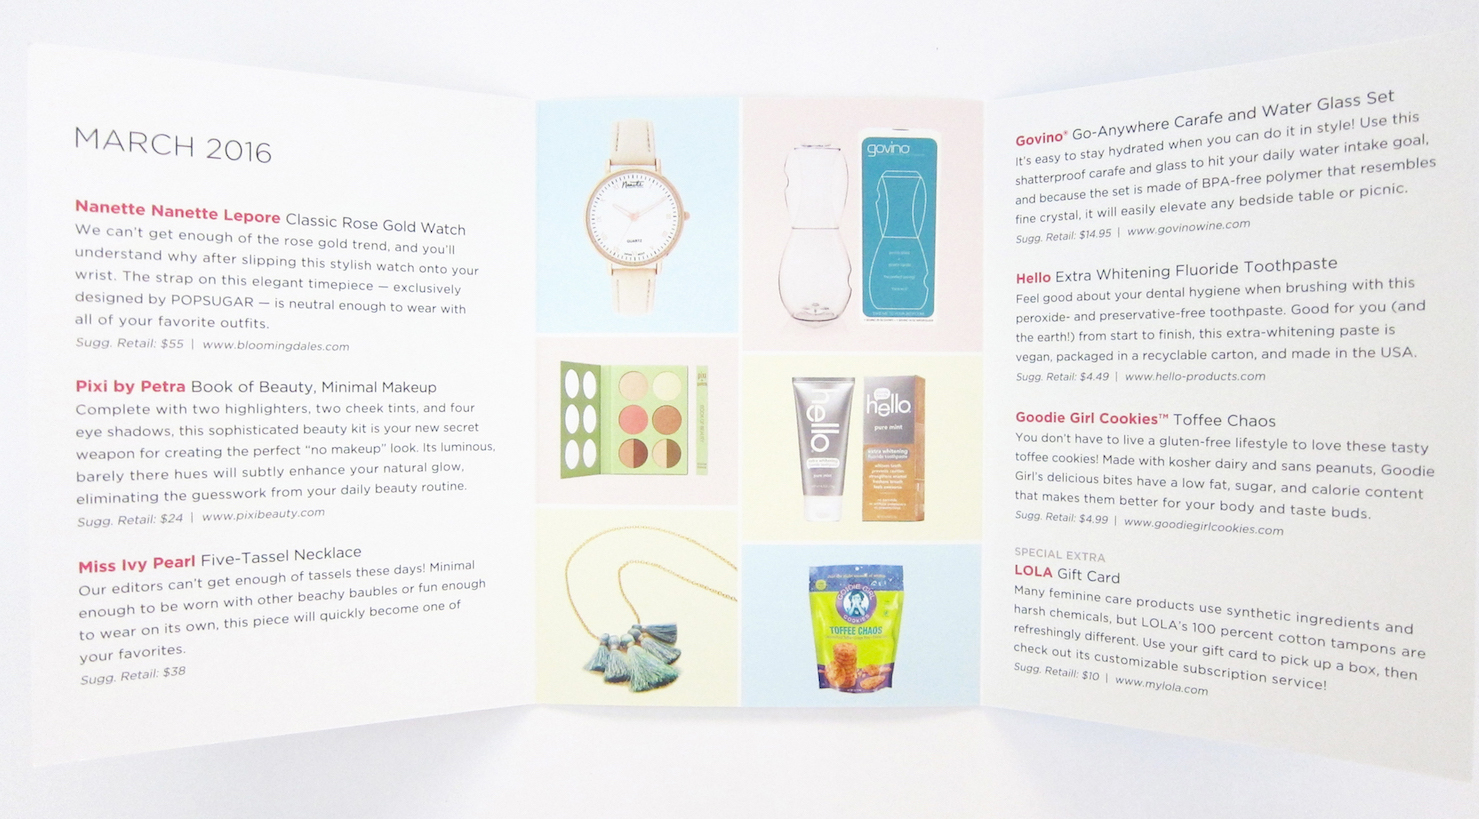 MARCH 2016
Nanette Nanette Lepore Classic Rose Gold Watch
We can't get enough of the rose gold trend, and you'll
understand why after slipping this stylish watch onto your
wrist. The strap on this elegant timepiece — exclusively
designed by POPSUGAR — is neutral enough to wear with
all of your favorite outfits.
Sugg. Retail: $55 | www.bloomingdales.com
Pixi by Petra Book of Beauty, Minimal Makeup
Complete with two highlighters, two cheek tints, and four
eye shadows, this sophisticated beauty kit is your new secret
weapon for creating the perfect “no makeup” look. Its luminous,
barely there hues will subtly enhance your natural glow,
eliminating the guesswork from your daily beauty routine.
Sugg. Retail: $24 | www.pixibeauty.com
Miss Ivy Pearl Five-Tassel Necklace
Our editors can't get enough of tassels these days! Minimal
enough to be worn with other beachy baubles or fun enough
to wear on its own, this piece will quickly become one of
your favorites.
Sugg. Retail: $38
Nanette
QUARTZ
govino
hello
pure mint
hello
pure mint
extra whitening
fluoride toothpaste
GOODIE GIRL
COOKIES
TOFFEE CHAOS
Govino® Go-Anywhere Carafe and Water Glass Set
It's easy to stay hydrated when you can do it in style! Use this
shatterproof carafe and glass to hit your daily water intake goal,
and because the set is made of BPA-free polymer that resembles
fine crystal, it will easily elevate any bedside table or picnic.
Sugg. Retail: $14.95 | www.govinowine.com
Hello Extra Whitening Fluoride Toothpaste
Feel good about your dental hygiene when brushing with this
peroxide- and preservative-free toothpaste. Good for you (and
the earth!) from start to finish, this extra-whitening paste is
vegan, packaged in a recyclable carton, and made in the USA.
Sugg. Retail: $4.49 | www.hello-products.com
Goodie Girl Cookies™ Toffee Chaos
You don't have to live a gluten-free lifestyle to love these tasty
toffee cookies! Made with kosher dairy and sans peanuts, Goodie
Girl's delicious bites have a low fat, sugar, and calorie content
that makes them better for your body and taste buds.
Sugg. Retail: $4.99 | www.goodiegirlcookies.com
SPECIAL EXTRA
LOLA Gift Card
Many feminine care products use synthetic ingredients and
harsh chemicals, but LOLA's 100 percent cotton tampons are
refreshingly different. Use your gift card to pick up a box, then
check out its customizable subscription service!
Sugg. Retaill: $10 | www.mylola.com